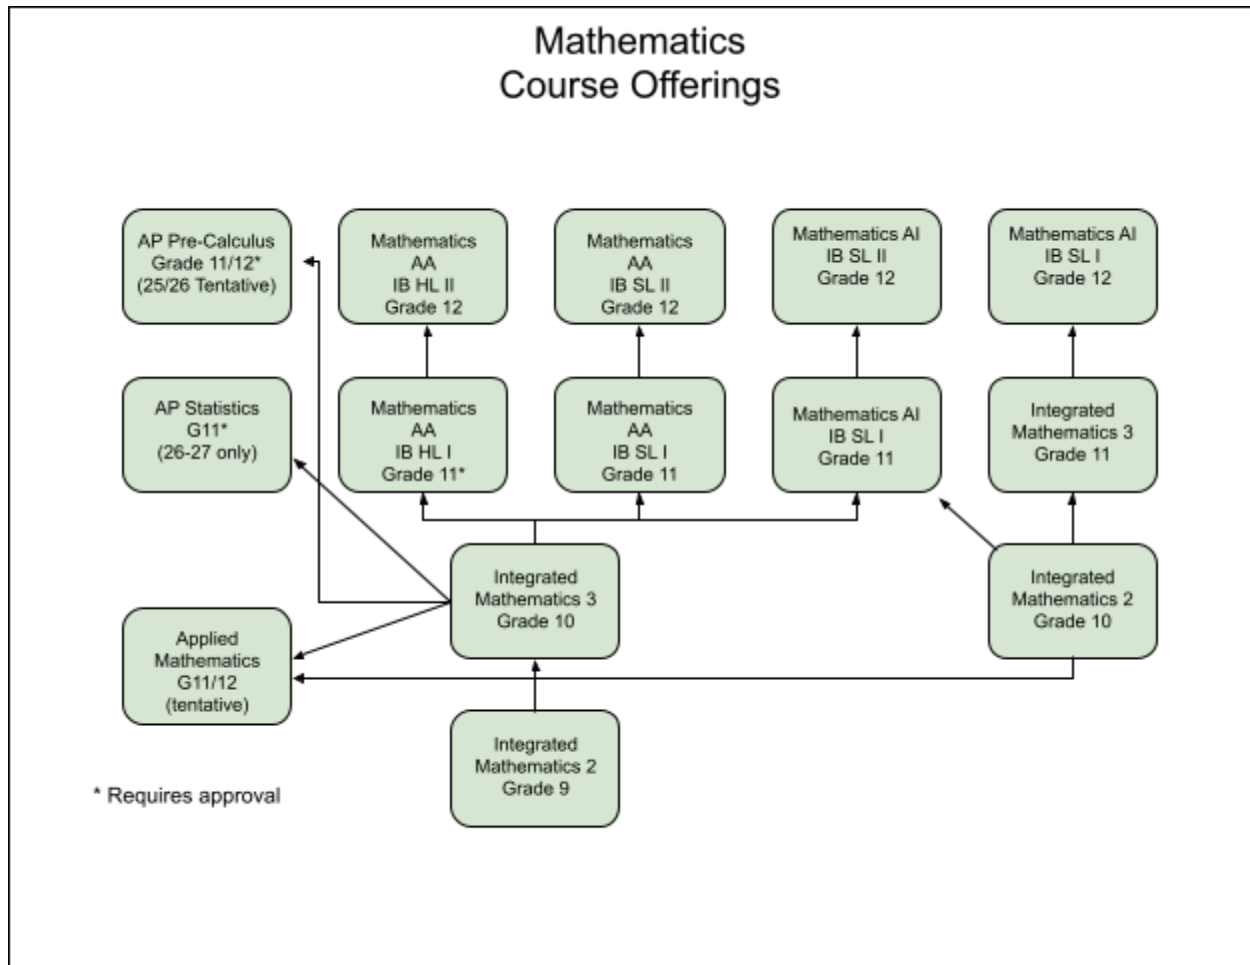 Mathematics
Course Offerings
AP Pre-Calculus
Grade 11/12*
(25/26 Tentative)
Mathematics
AA
IB HL II
Grade 12
Mathematics
AA
IB SL II
Grade 12
Mathematics AI
IB SL II
Grade 12
Mathematics AI
IB SL I
Grade 12
AP Statistics
G11*
(26-27 only)
Mathematics
AA
IB HL I
Grade 11*
Mathematics
AA
IB SL I
Grade 11
Mathematics AI
IB SL I
Grade 11
Integrated
Mathematics 3
Grade 11
Integrated
Mathematics 3
Grade 10
Integrated
Mathematics 2
Grade 10
Applied
Mathematics
G11/12
(tentative)
Integrated
Mathematics 2
Grade 9
* Requires approval